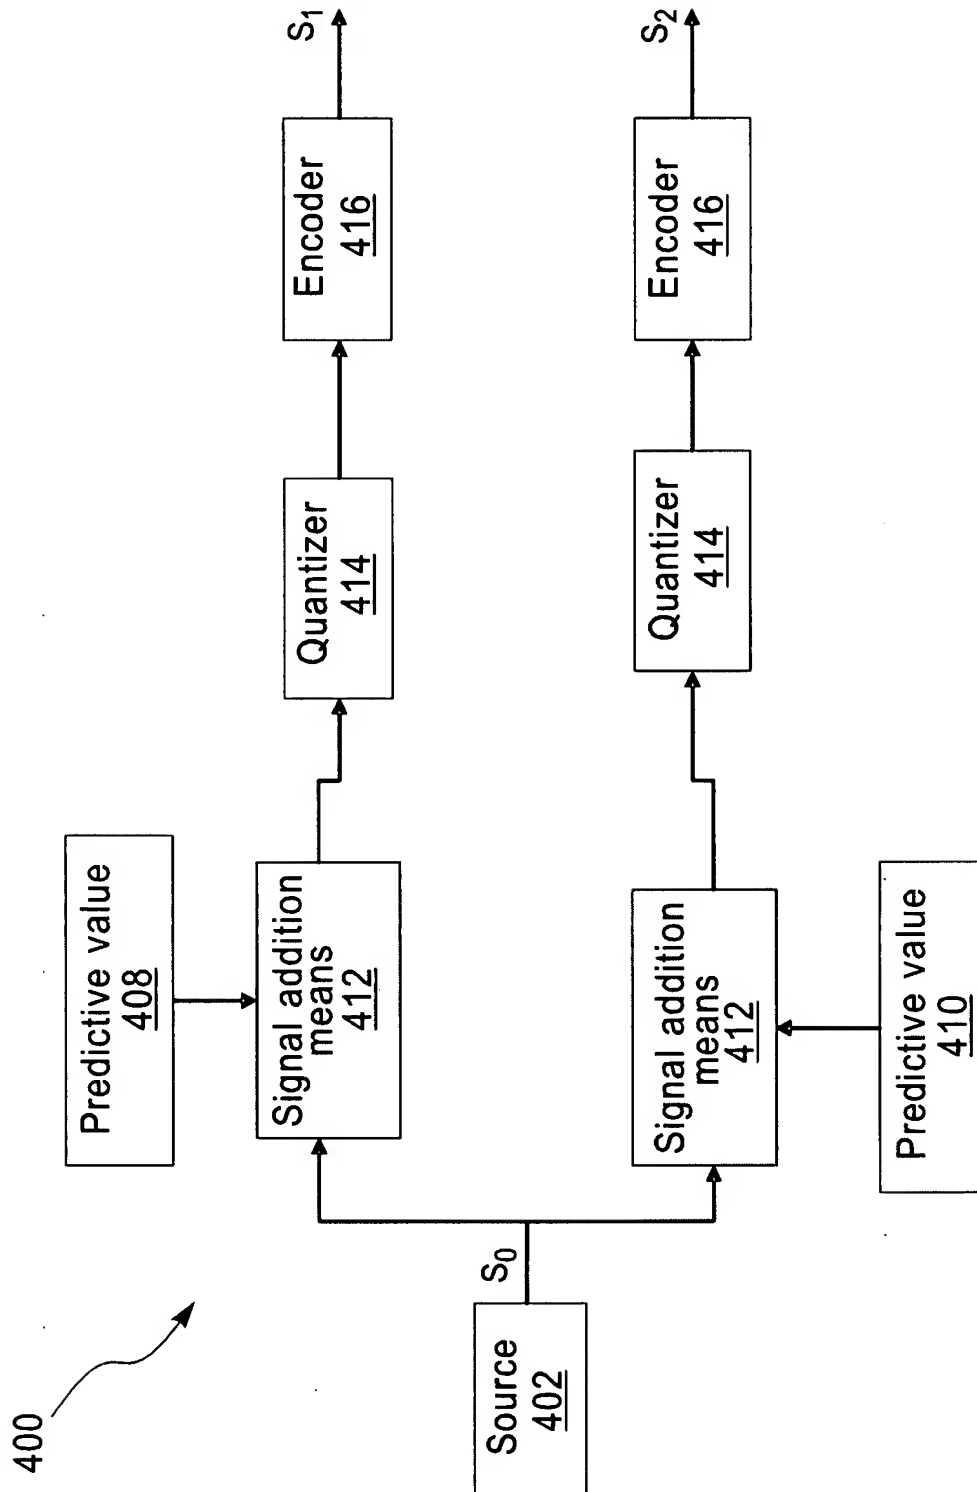 400
Source
402
S0
Predictive value
408
Signal addition
means
412
Quantizer
414
Encoder
416
S1
Signal addition
means
412
Predictive value
410
Quantizer
414
Encoder
416
S2